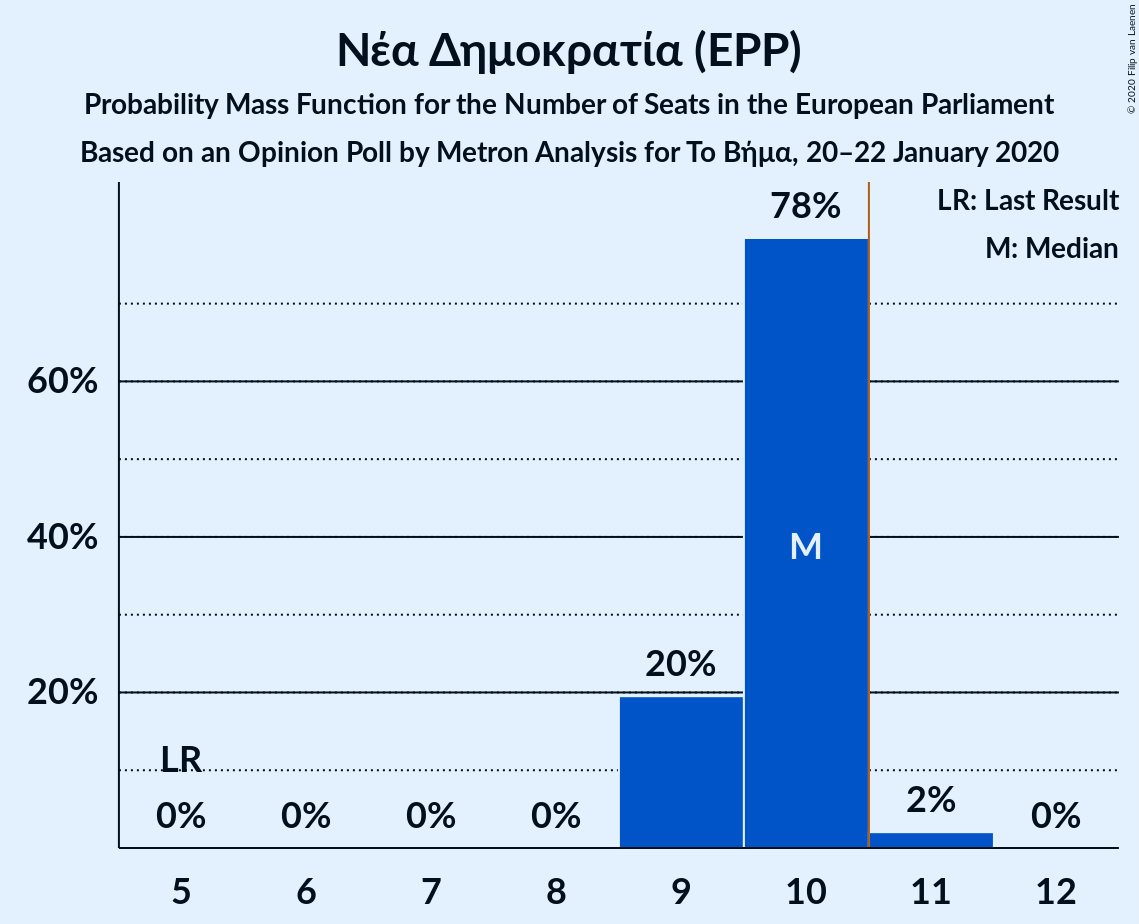 Νέα Δημοκρατία (EPP)
Probability Mass Function for the Number of Seats in the European Parliament
Based on an Opinion Poll by Metron Analysis for Το Βήμα, 20–22 January 2020
© 2020 Filip van Laenen
LR: Last Result
M: Median
78%
60%
40%
M
20%
20%
LR
0%
0%
0%
0%
2%
0%
5
6
7
8
9
10
11
12